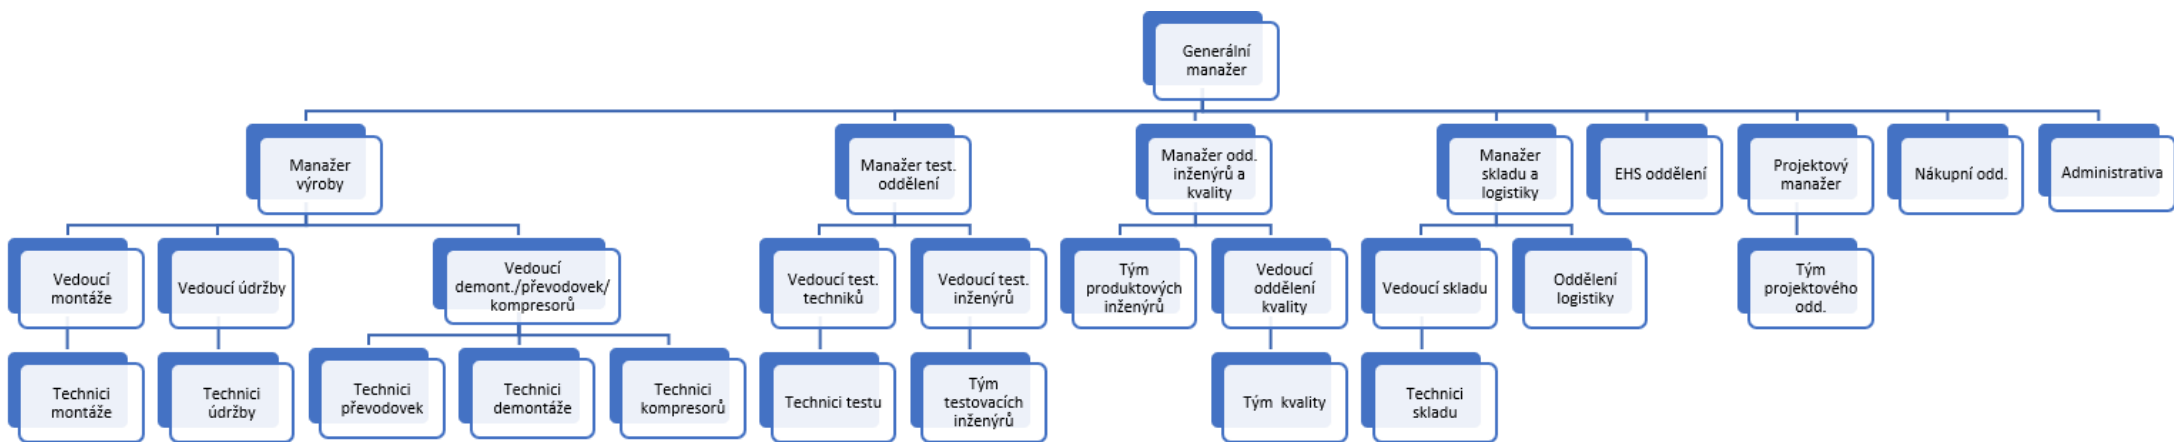 Generální
manažer
Manažer
výroby
Manažer test.
oddělení
Manažer odd.
inženýrů a
kvality
Manažer
skladu a
logistiky
EHS oddělení
Projektový
manažer
Nákupní odd.
Administrativa
Vedoucí
montáže
Vedoucí údržby
Vedoucí
demont./převodovek/
kompresorů
Vedoucí test.
techniků
Vedoucí test.
inženýrů
Tým
produktových
inženýrů
Vedoucí
oddělení
kvality
Vedoucí skladu
Oddělení
logistiky
Tým
projektového
odd.
Technici
montáže
Technici
údržby
Technici
převodovek
Technici
demontáže
Technici
kompresorů
Technici testu
Tým
testovacích
inženýrů
Tým kvality
Technici
skladu